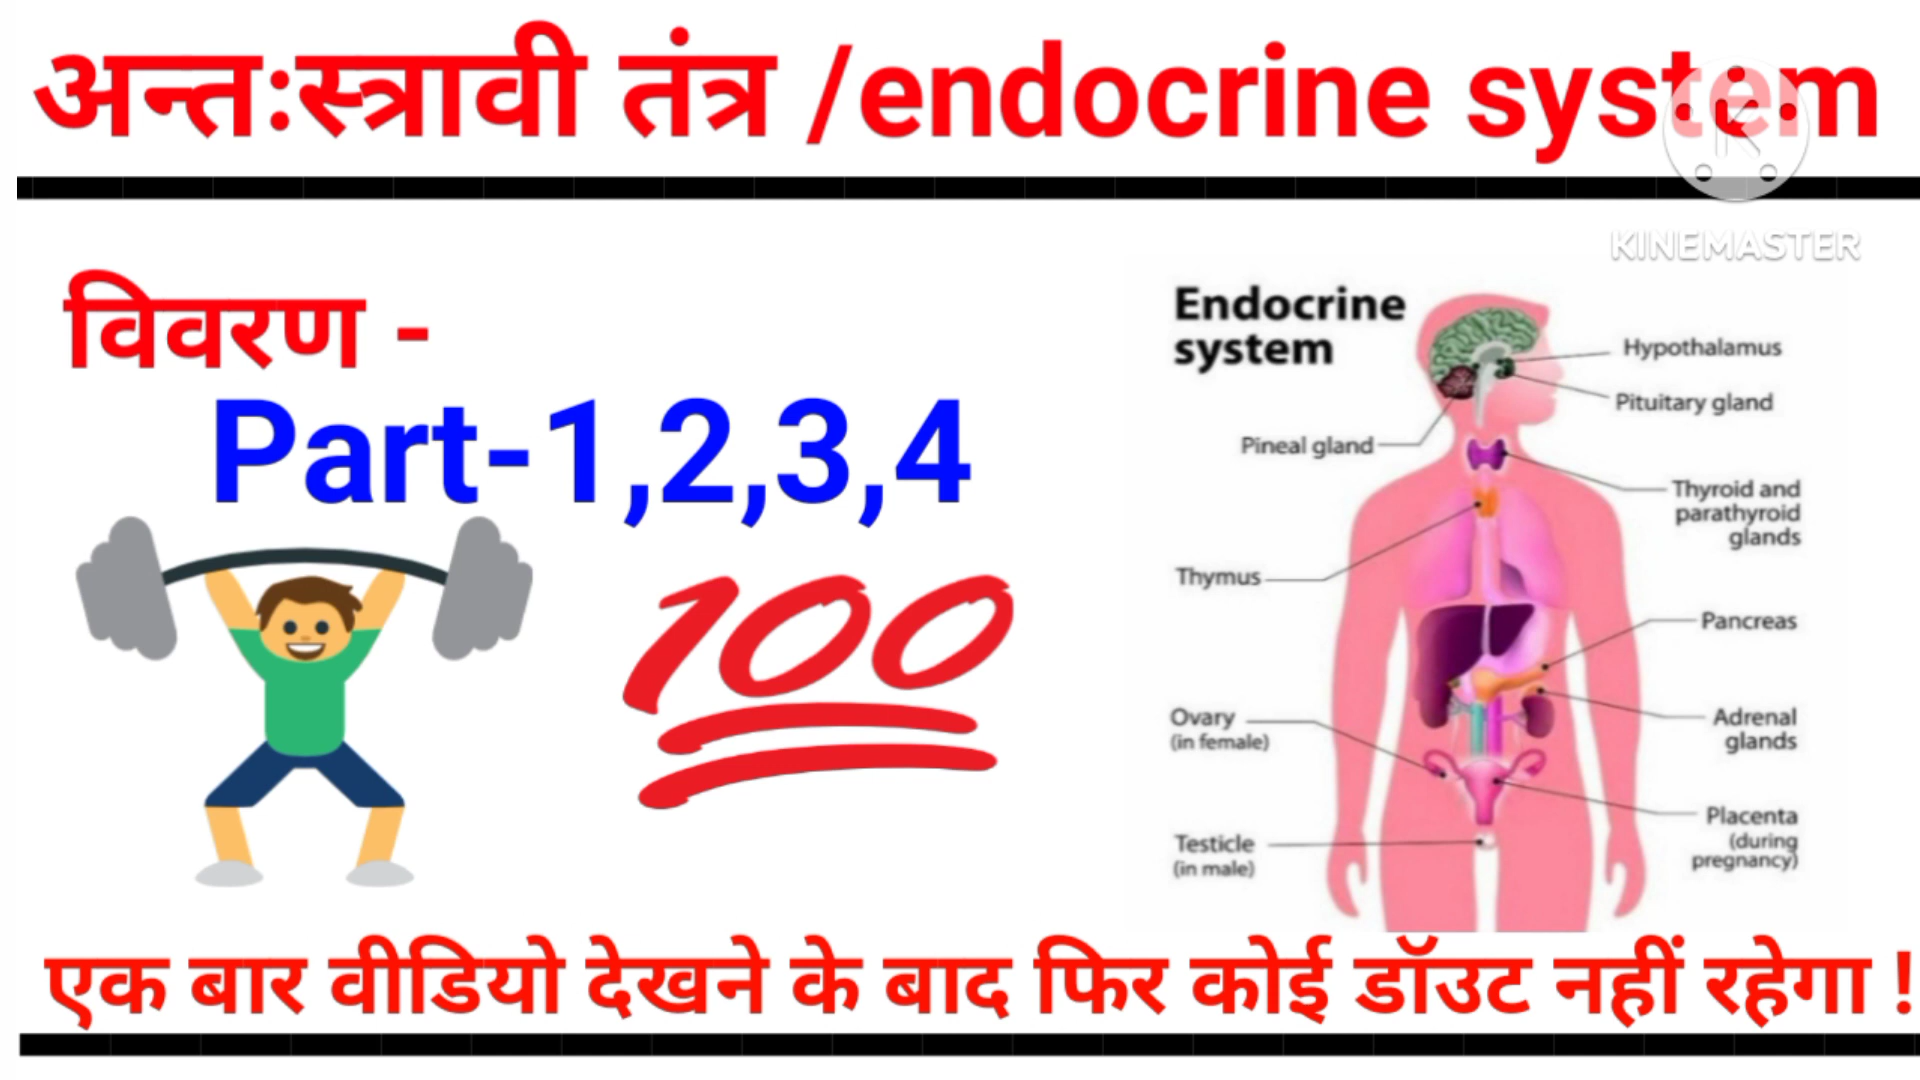 अन्तःस्त्रावी तंत्र /endocrine system
KINEMASTER
विवरण -
Part-1,2,3,4
100
Endocrine
system
Hypothalamus
Pituitary gland
Pineal gland
Thyroid and
parathyroid
glands
Thymus
Pancreas
Ovary
(in female)
Adrenal
glands
Placenta
(during
pregnancy)
Testicle
(in male)
एक बार वीडियो देखने के बाद फिर कोई डॉउट नहीं रहेगा !